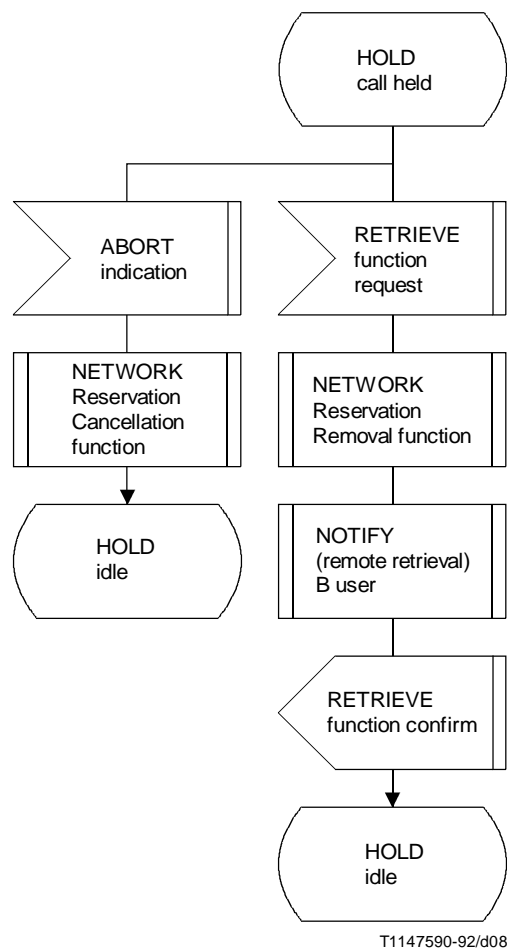 HOLD
call held
ABORT
indication
RETRIEVE
function
request
NETWORK
Reservation
Cancellation
function
NETWORK
Reservation
Removal function
HOLD
idle
NOTIFY
(remote retrieval)
B user
RETRIEVE
function confirm
HOLD
idle
T1147590-92/d08